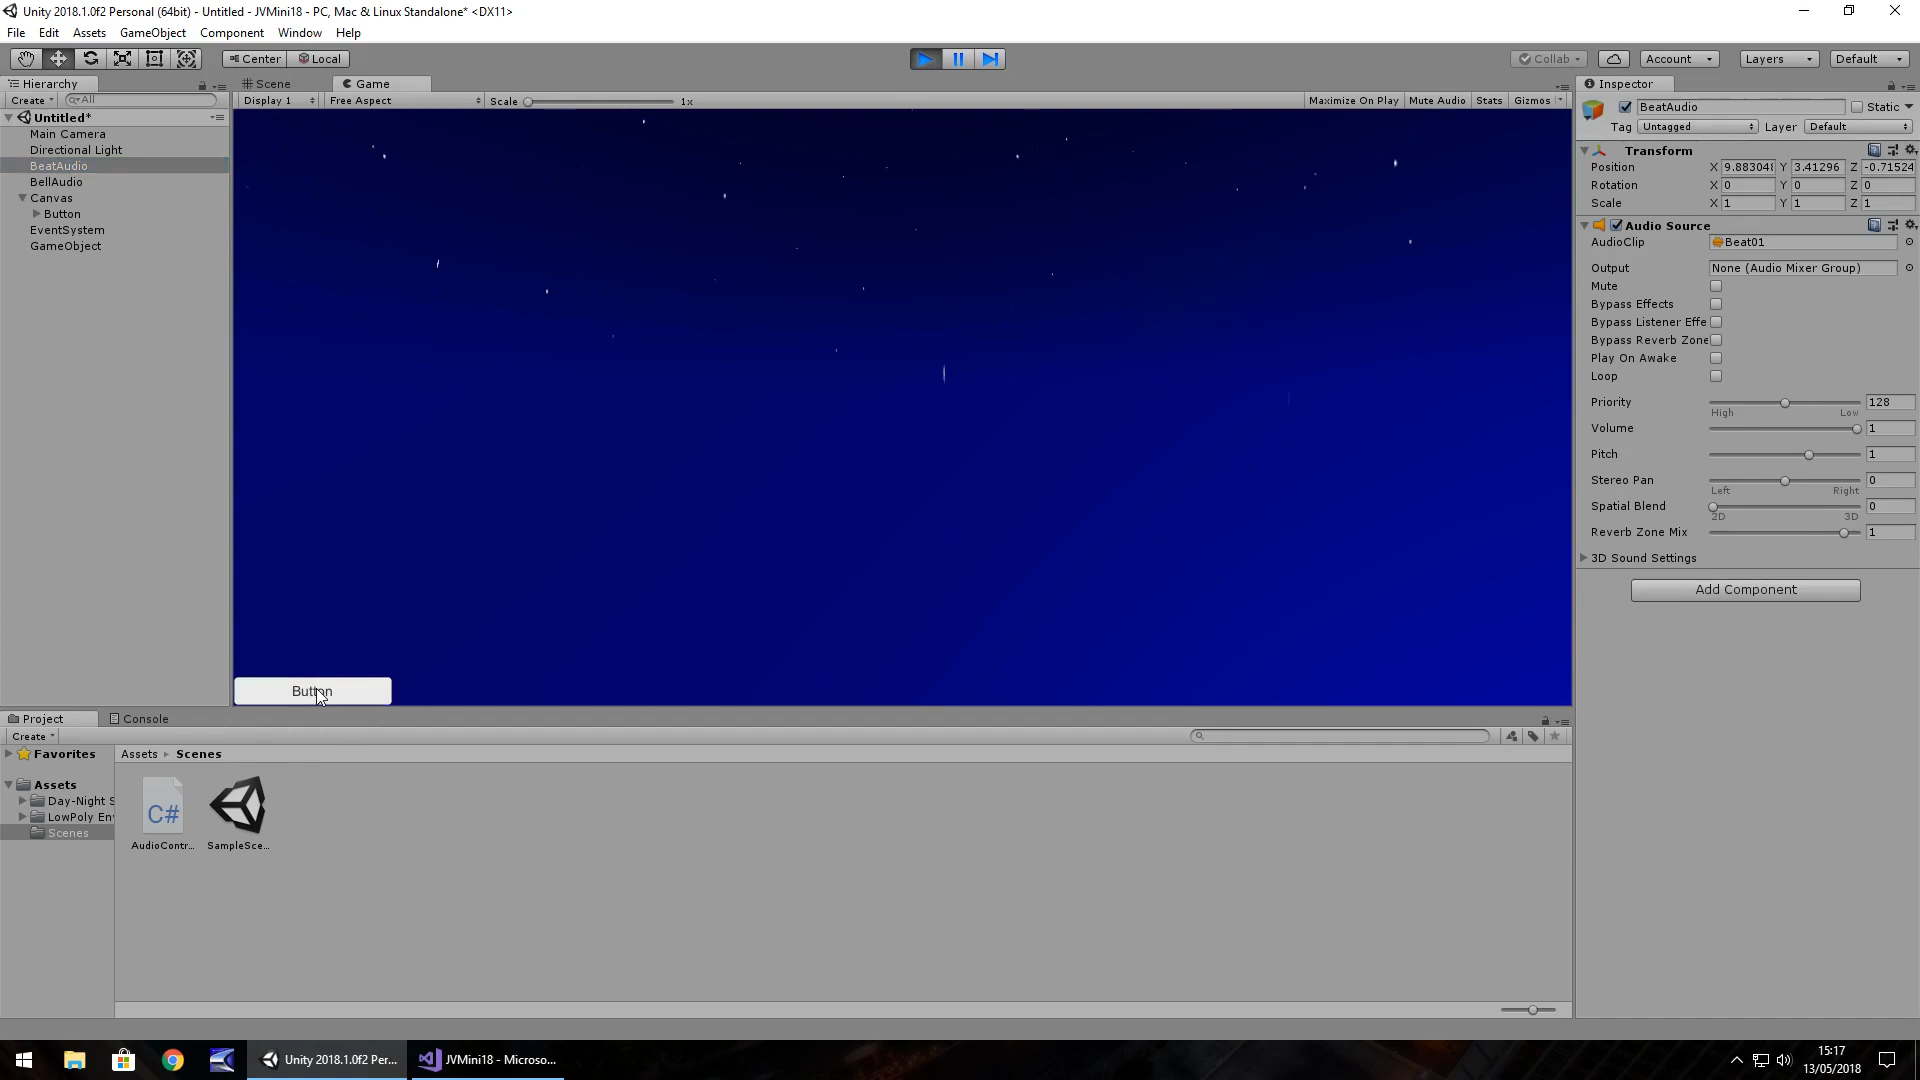 Unity 2018.1.0f2 Personal (64bit) - Untitled - JVMini18 - PC, Mac & Linux Standalone* <DX11>
File Edit Assets GameObject Component Window Help
Center Local Collab Account Layers Default
Hierarchy
Create All
Untitled*
Main Camera
Directional Light
BeatAudio
BellAudio
Canvas
Button
EventSystem
GameObject
Scene Game
Display 1 Free Aspect Scale 1x Maximize On Play Mute Audio Stats Gizmos
Button
Inspector
BeatAudio Static
Tag Untagged Layer Default
Transform
Position X 9.88304 Y 3.41296 Z -0.71524
Rotation X 0 Y 0 Z 0
Scale X 1 Y 1 Z 1
Audio Source
AudioClip Beat01
Output None (Audio Mixer Group)
Mute
Bypass Effects
Bypass Listener Effe
Bypass Reverb Zone
Play On Awake
Loop
Priority 128
High Low
Volume 1
Pitch 1
Stereo Pan 0
Left Right
Spatial Blend 0
2D 3D
Reverb Zone Mix 1
3D Sound Settings
Add Component
Project Console
Create
Favorites
Assets
Day-Night S
LowPoly En
Scenes
Assets Scenes
C#
AudioContr...
SampleSce...
Unity 2018.1.0f2 Per...
JVMini18 - Microso...
15:17
13/05/2018